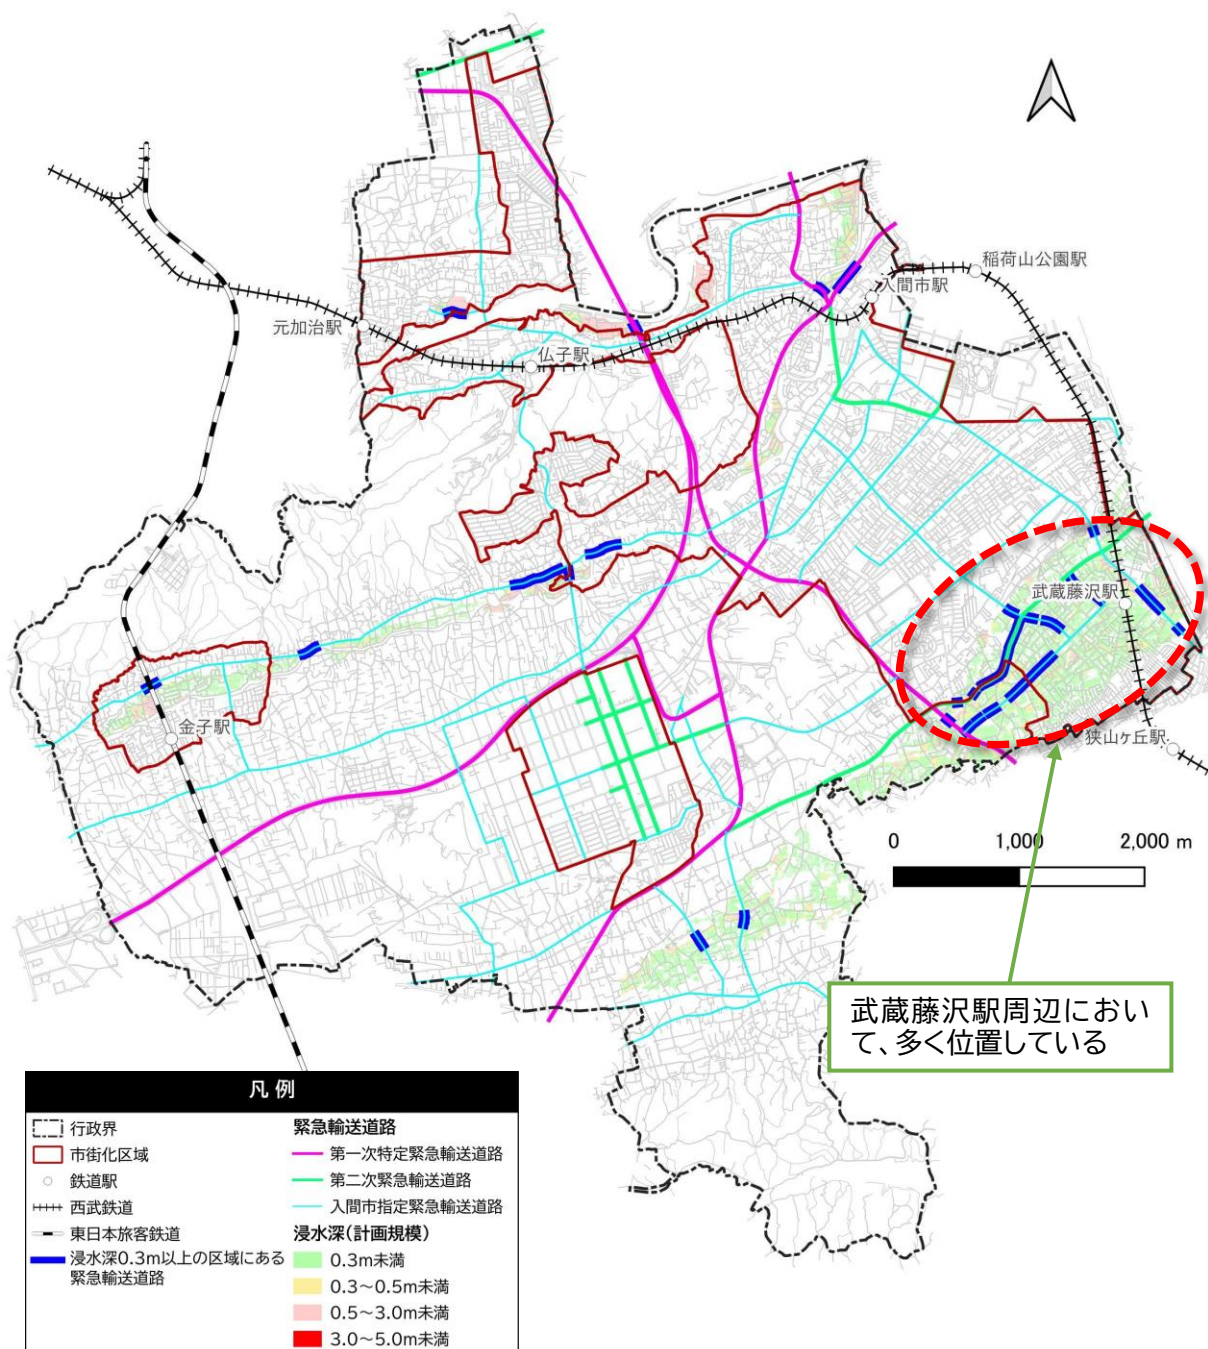 稲荷山公園駅
入間市駅
元加治駅
仏子駅
武蔵藤沢駅
金子駅
狭山ヶ丘駅
0 1,000 2,000 m
武蔵藤沢駅周辺におい
て、多く位置している
凡例
行政界
市街化区域
鉄道駅
西武鉄道
東日本旅客鉄道
浸水深0.3m以上の区域にある
緊急輸送道路
緊急輸送道路
第一次特定緊急輸送道路
第二次緊急輸送道路
入間市指定緊急輸送道路
浸水深(計画規模)
0.3m未満
0.3～0.5m未満
0.5～3.0m未満
3.0～5.0m未満